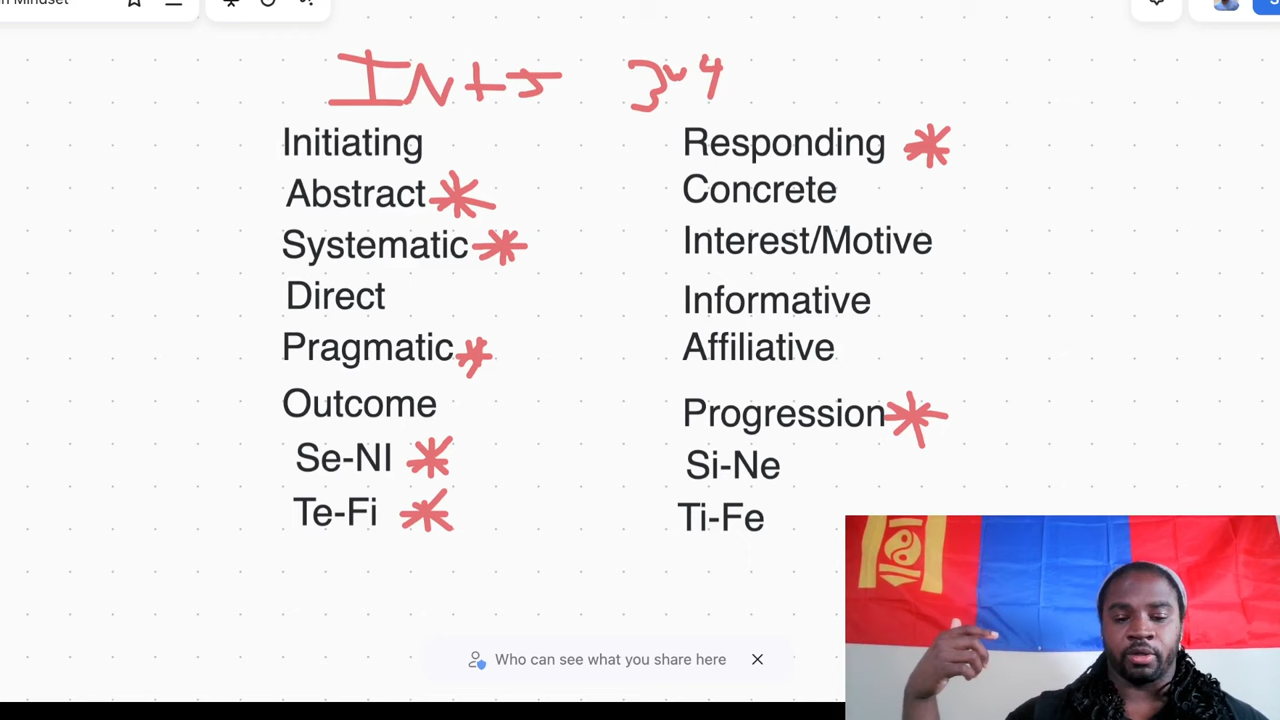 n Mindset
INtJ 3w4
Initiating
Responding
Abstract
Concrete
Systematic
Interest/Motive
Direct
Informative
Pragmatic
Affiliative
Outcome
Progression
Se-NI
Si-Ne
Te-Fi
Ti-Fe
Who can see what you share here